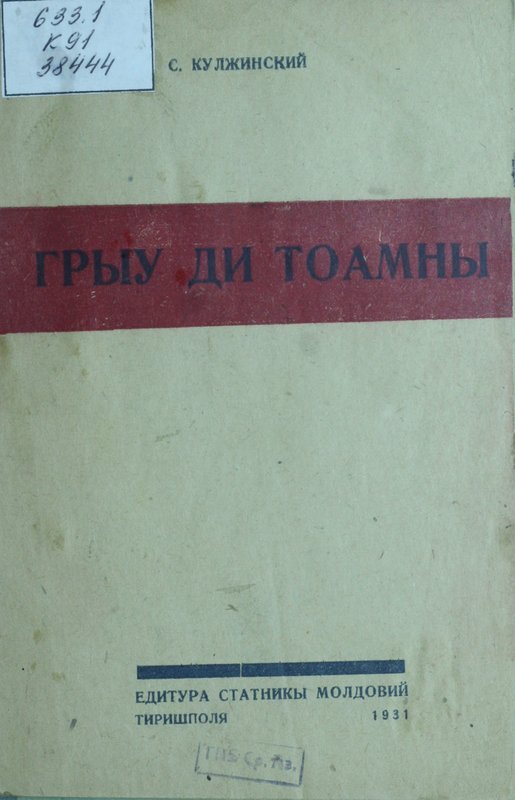 633.1
К91
38444
С. КУЛЖИНСКИЙ
ГРЫУ ДИ ТОАМНЫ
ЕДИТУРА СТАТНИКЫ МОЛДОВИЙ
ТИРИШПОЛЯ 1931